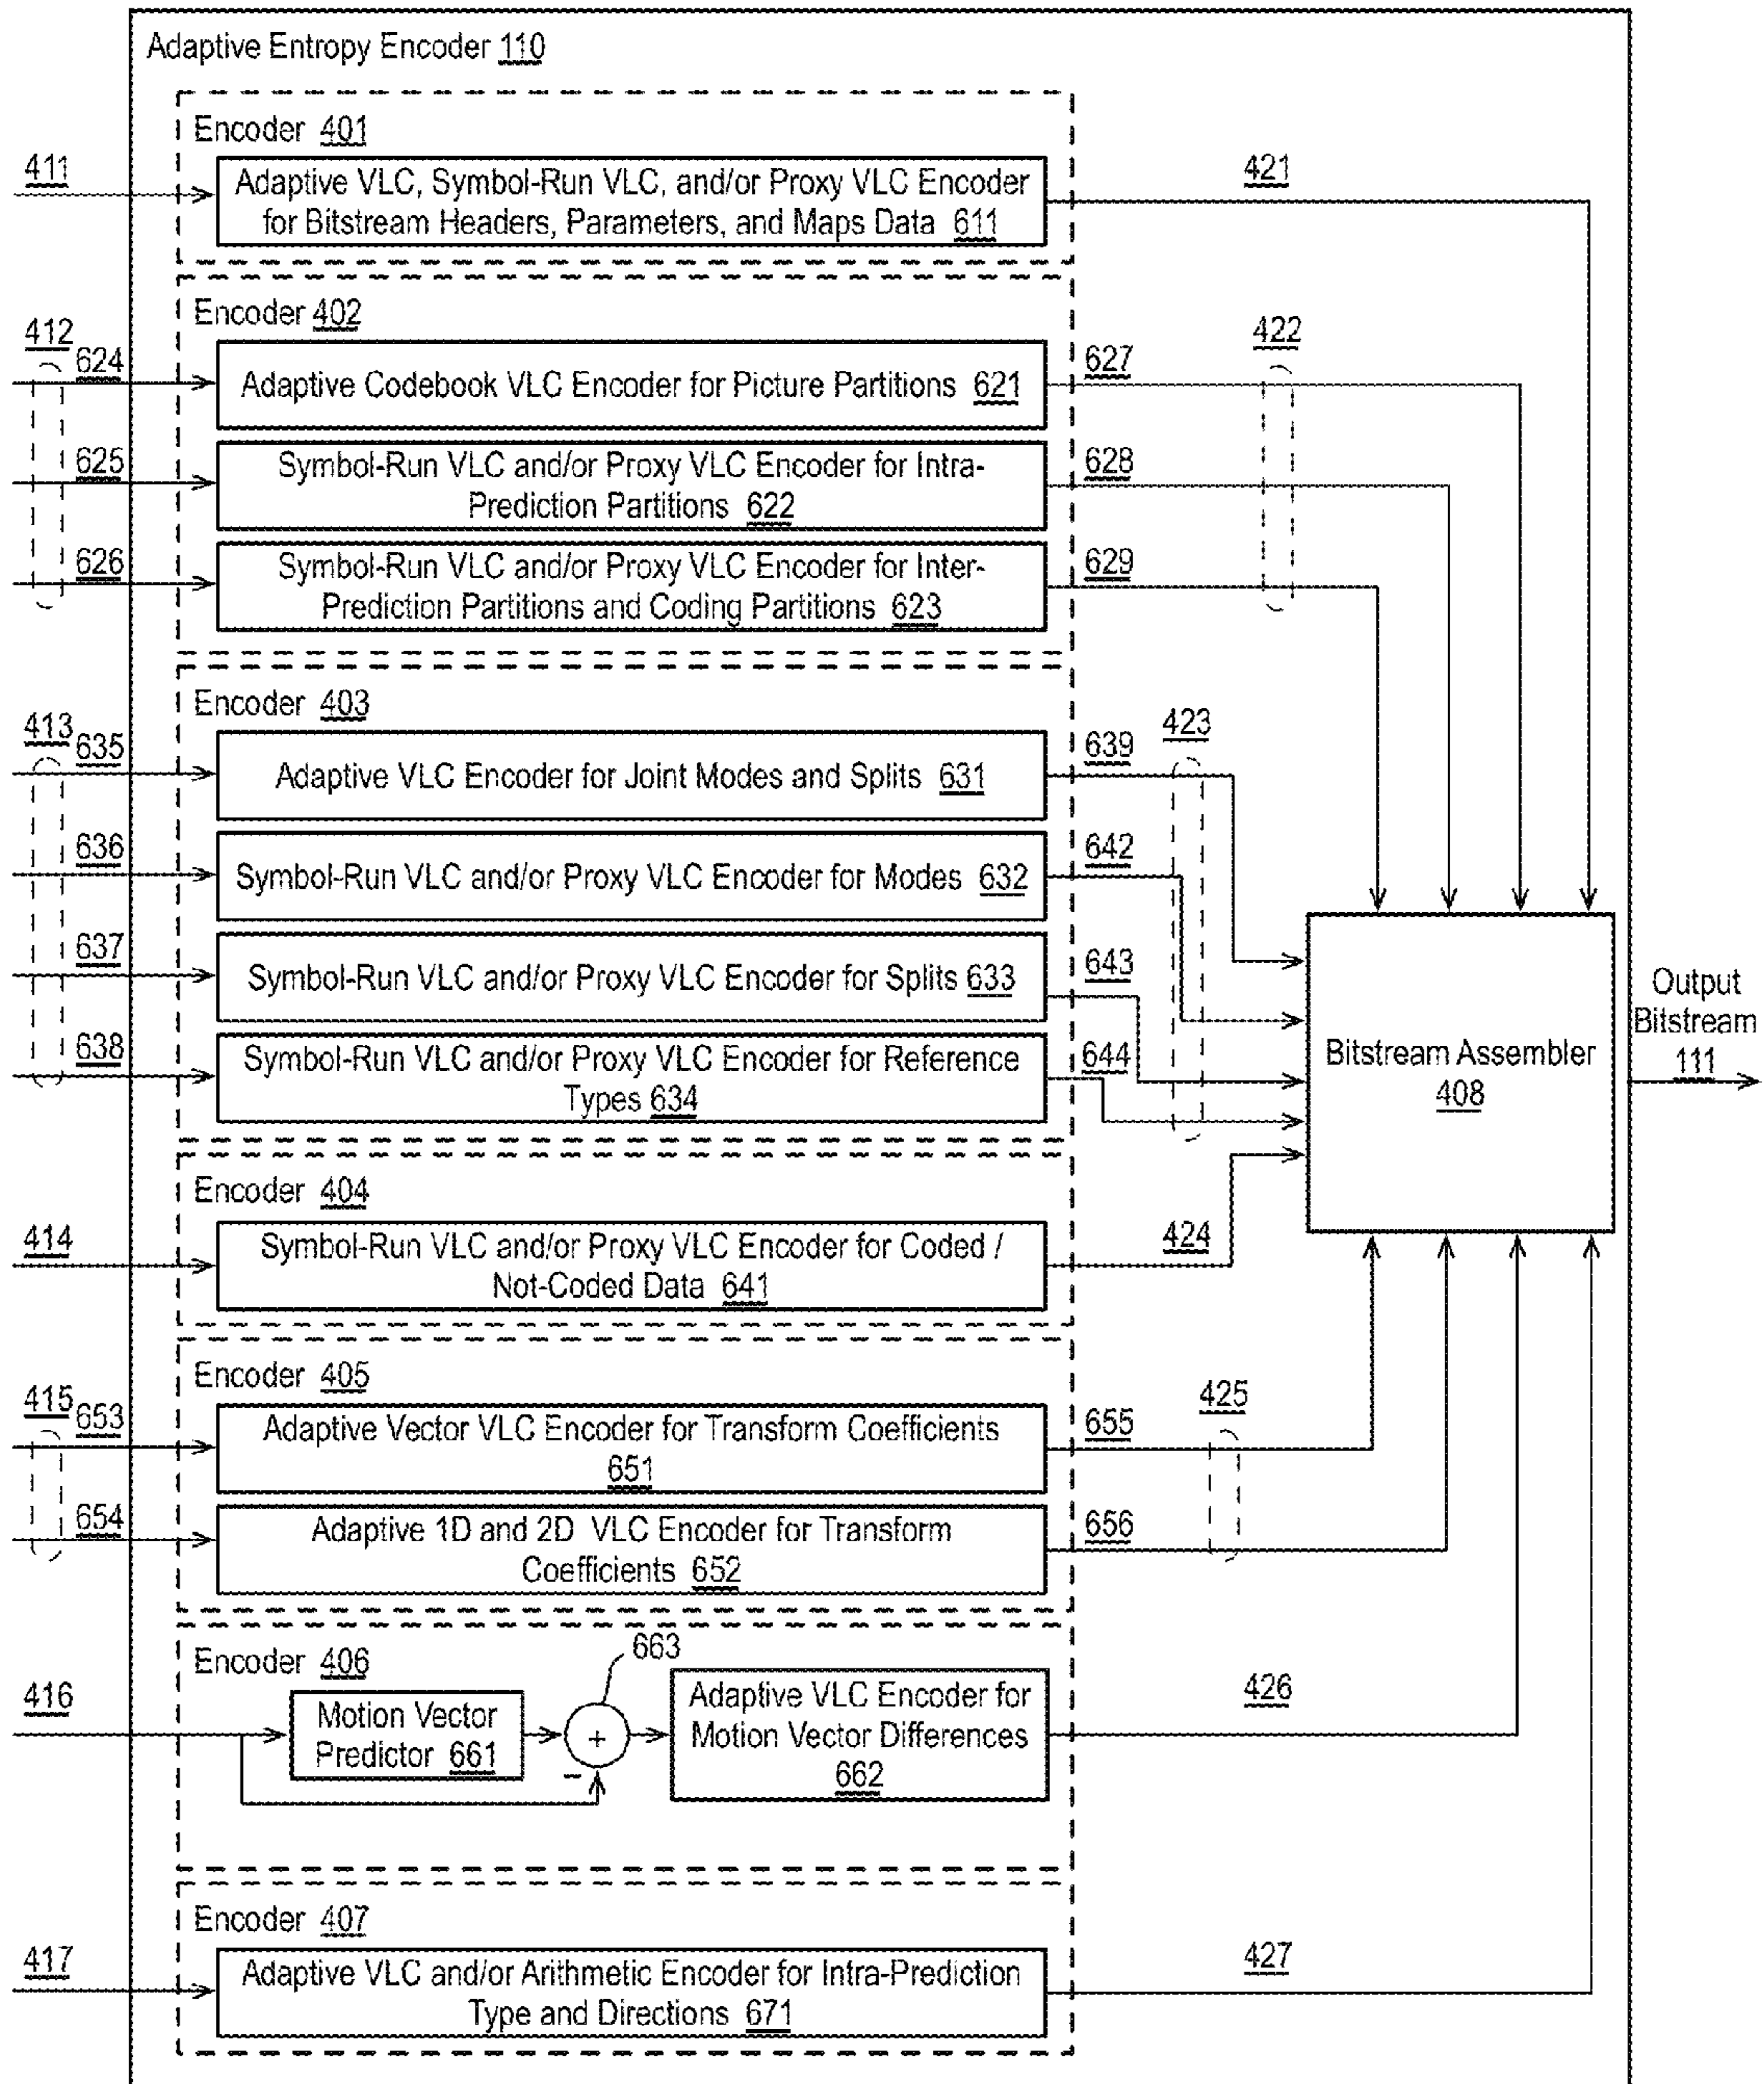 Adaptive Entropy Encoder 110
Encoder 401
411
Adaptive VLC, Symbol-Run VLC, and/or Proxy VLC Encoder
for Bitstream Headers, Parameters, and Maps Data 611
421
Encoder 402
412
624
Adaptive Codebook VLC Encoder for Picture Partitions 621
627
422
625
Symbol-Run VLC and/or Proxy VLC Encoder for Intra-
Prediction Partitions 622
628
626
Symbol-Run VLC and/or Proxy VLC Encoder for Inter-
Prediction Partitions and Coding Partitions 623
629
Encoder 403
413
635
Adaptive VLC Encoder for Joint Modes and Splits 631
639
423
636
Symbol-Run VLC and/or Proxy VLC Encoder for Modes 632
642
637
Symbol-Run VLC and/or Proxy VLC Encoder for Splits 633
643
638
Symbol-Run VLC and/or Proxy VLC Encoder for Reference
Types 634
644
Bitstream Assembler
408
Output
Bitstream
111
Encoder 404
414
Symbol-Run VLC and/or Proxy VLC Encoder for Coded /
Not-Coded Data 641
424
Encoder 405
415
653
Adaptive Vector VLC Encoder for Transform Coefficients
651
655
425
654
Adaptive 1D and 2D VLC Encoder for Transform
Coefficients 652
656
Encoder 406
416
Motion Vector
Predictor 661
663
+
–
Adaptive VLC Encoder for
Motion Vector Differences
662
426
Encoder 407
417
Adaptive VLC and/or Arithmetic Encoder for Intra-Prediction
Type and Directions 671
427